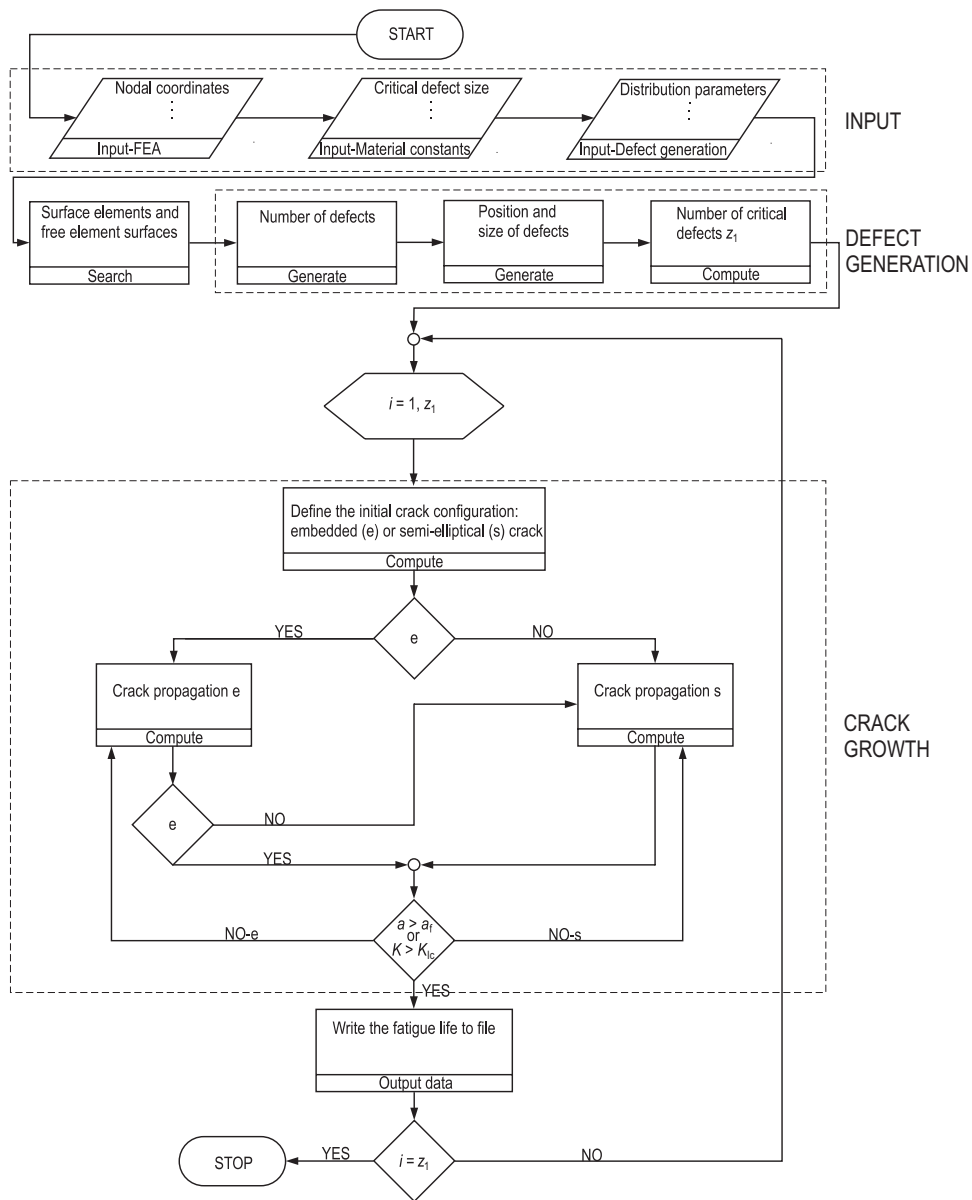 START
Nodal coordinates
⋮
Input-FEA
Critical defect size
⋮
Input-Material constants
Distribution parameters
⋮
Input-Defect generation
INPUT
Surface elements and
free element surfaces
Search
Number of defects
Generate
Position and
size of defects
Generate
Number of critical
defects z₁
Compute
DEFECT
GENERATION
i = 1, z₁
Define the initial crack configuration:
embedded (e) or semi-elliptical (s) crack
Compute
YES
e
NO
Crack propagation e
Compute
Crack propagation s
Compute
CRACK
GROWTH
e
NO
YES
NO-e
a > a_f
or
K > K_Ic
NO-s
YES
Write the fatigue life to file
Output data
STOP
YES
i = z₁
NO